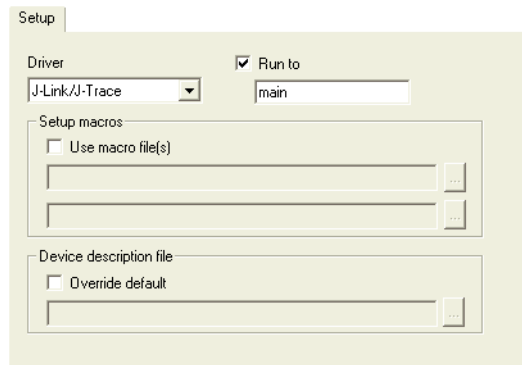 Setup
Driver
Run to
J-Link/J-Trace
main
Setup macros
Use macro file(s)
...
...
Device description file
Override default
...